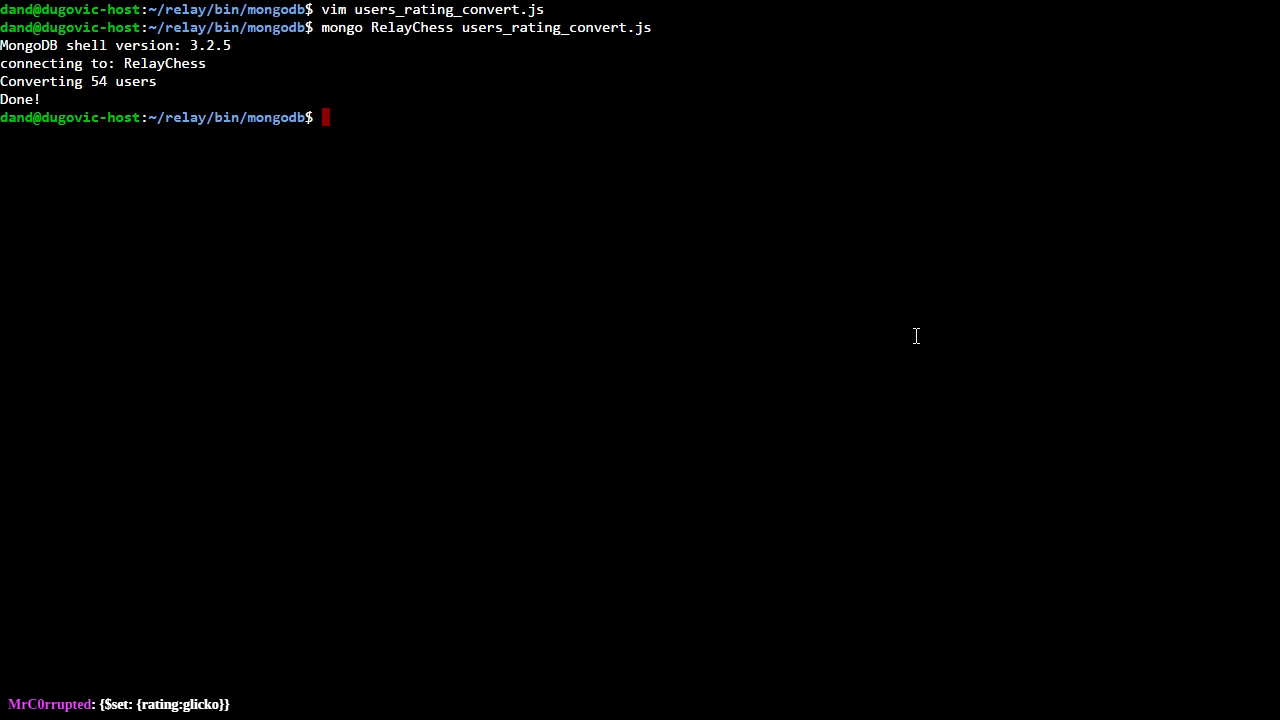 dand@dugovic-host:~/relay/bin/mongodb$ vim users_rating_convert.js
dand@dugovic-host:~/relay/bin/mongodb$ mongo RelayChess users_rating_convert.js
MongoDB shell version: 3.2.5
connecting to: RelayChess
Converting 54 users
Done!
dand@dugovic-host:~/relay/bin/mongodb$
MrC0rrupted: {$set: {rating:glicko}}